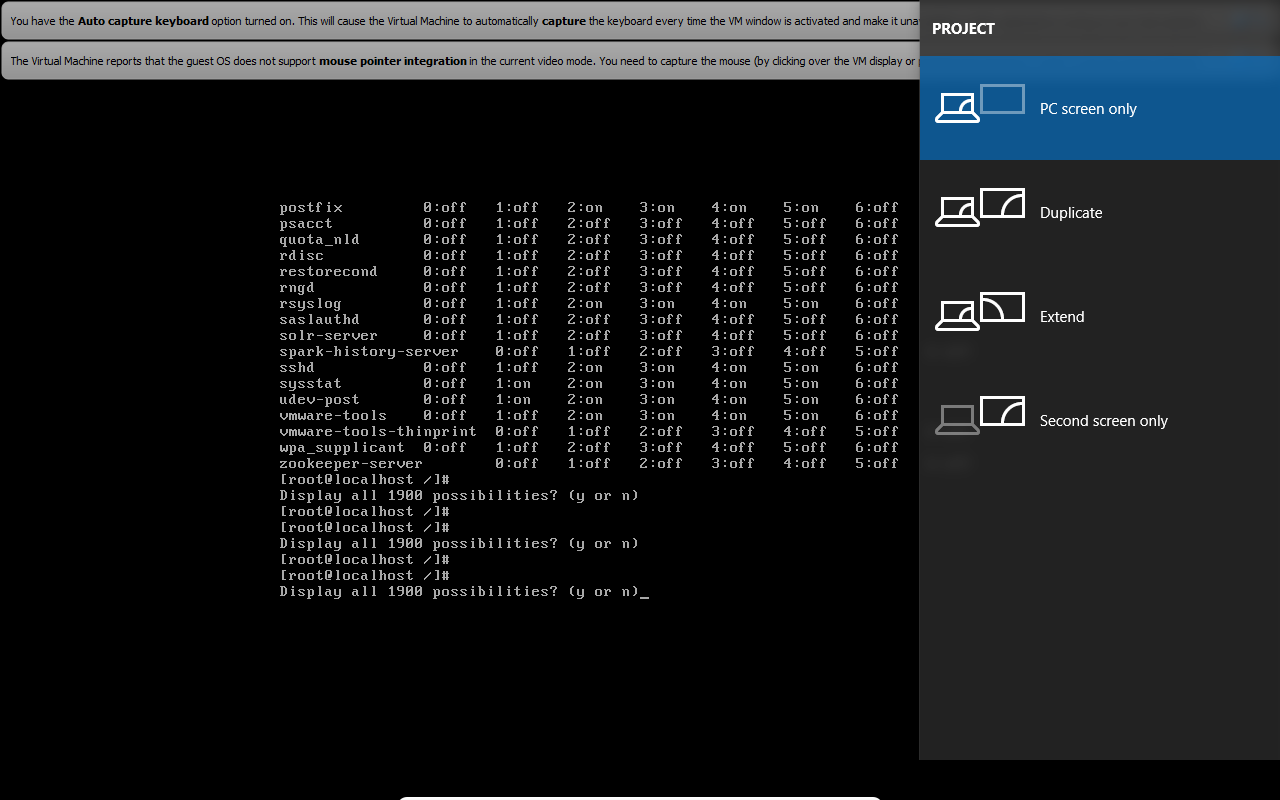 You have the Auto capture keyboard option turned on. This will cause the Virtual Machine to automatically capture the keyboard every time the VM window is activated and make it
The Virtual Machine reports that the guest OS does not support mouse pointer integration in the current video mode. You need to capture the mouse (by clicking over the VM display or
postfix 0:off 1:off 2:on 3:on 4:on 5:on 6:off
psacct 0:off 1:off 2:off 3:off 4:off 5:off 6:off
quota_nld 0:off 1:off 2:off 3:off 4:off 5:off 6:off
rdisc 0:off 1:off 2:off 3:off 4:off 5:off 6:off
restorecond 0:off 1:off 2:off 3:off 4:off 5:off 6:off
rngd 0:off 1:off 2:off 3:off 4:off 5:off 6:off
rsyslog 0:off 1:off 2:on 3:on 4:on 5:on 6:off
saslauthd 0:off 1:off 2:off 3:off 4:off 5:off 6:off
solr-server 0:off 1:off 2:off 3:off 4:off 5:off 6:off
spark-history-server 0:off 1:off 2:off 3:off 4:off 5:off
sshd 0:off 1:off 2:on 3:on 4:on 5:on 6:off
sysstat 0:off 1:on 2:on 3:on 4:on 5:on 6:off
udev-post 0:off 1:on 2:on 3:on 4:on 5:on 6:off
vmware-tools 0:off 1:off 2:on 3:on 4:on 5:on 6:off
vmware-tools-thinprint 0:off 1:off 2:off 3:off 4:off 5:off
wpa_supplicant 0:off 1:off 2:off 3:off 4:off 5:off 6:off
zookeeper-server 0:off 1:off 2:off 3:off 4:off 5:off
[root@localhost /]#
Display all 1900 possibilities? (y or n)
[root@localhost /]#
[root@localhost /]#
Display all 1900 possibilities? (y or n)
[root@localhost /]#
[root@localhost /]#
Display all 1900 possibilities? (y or n)_
PROJECT
PC screen only
Duplicate
Extend
Second screen only